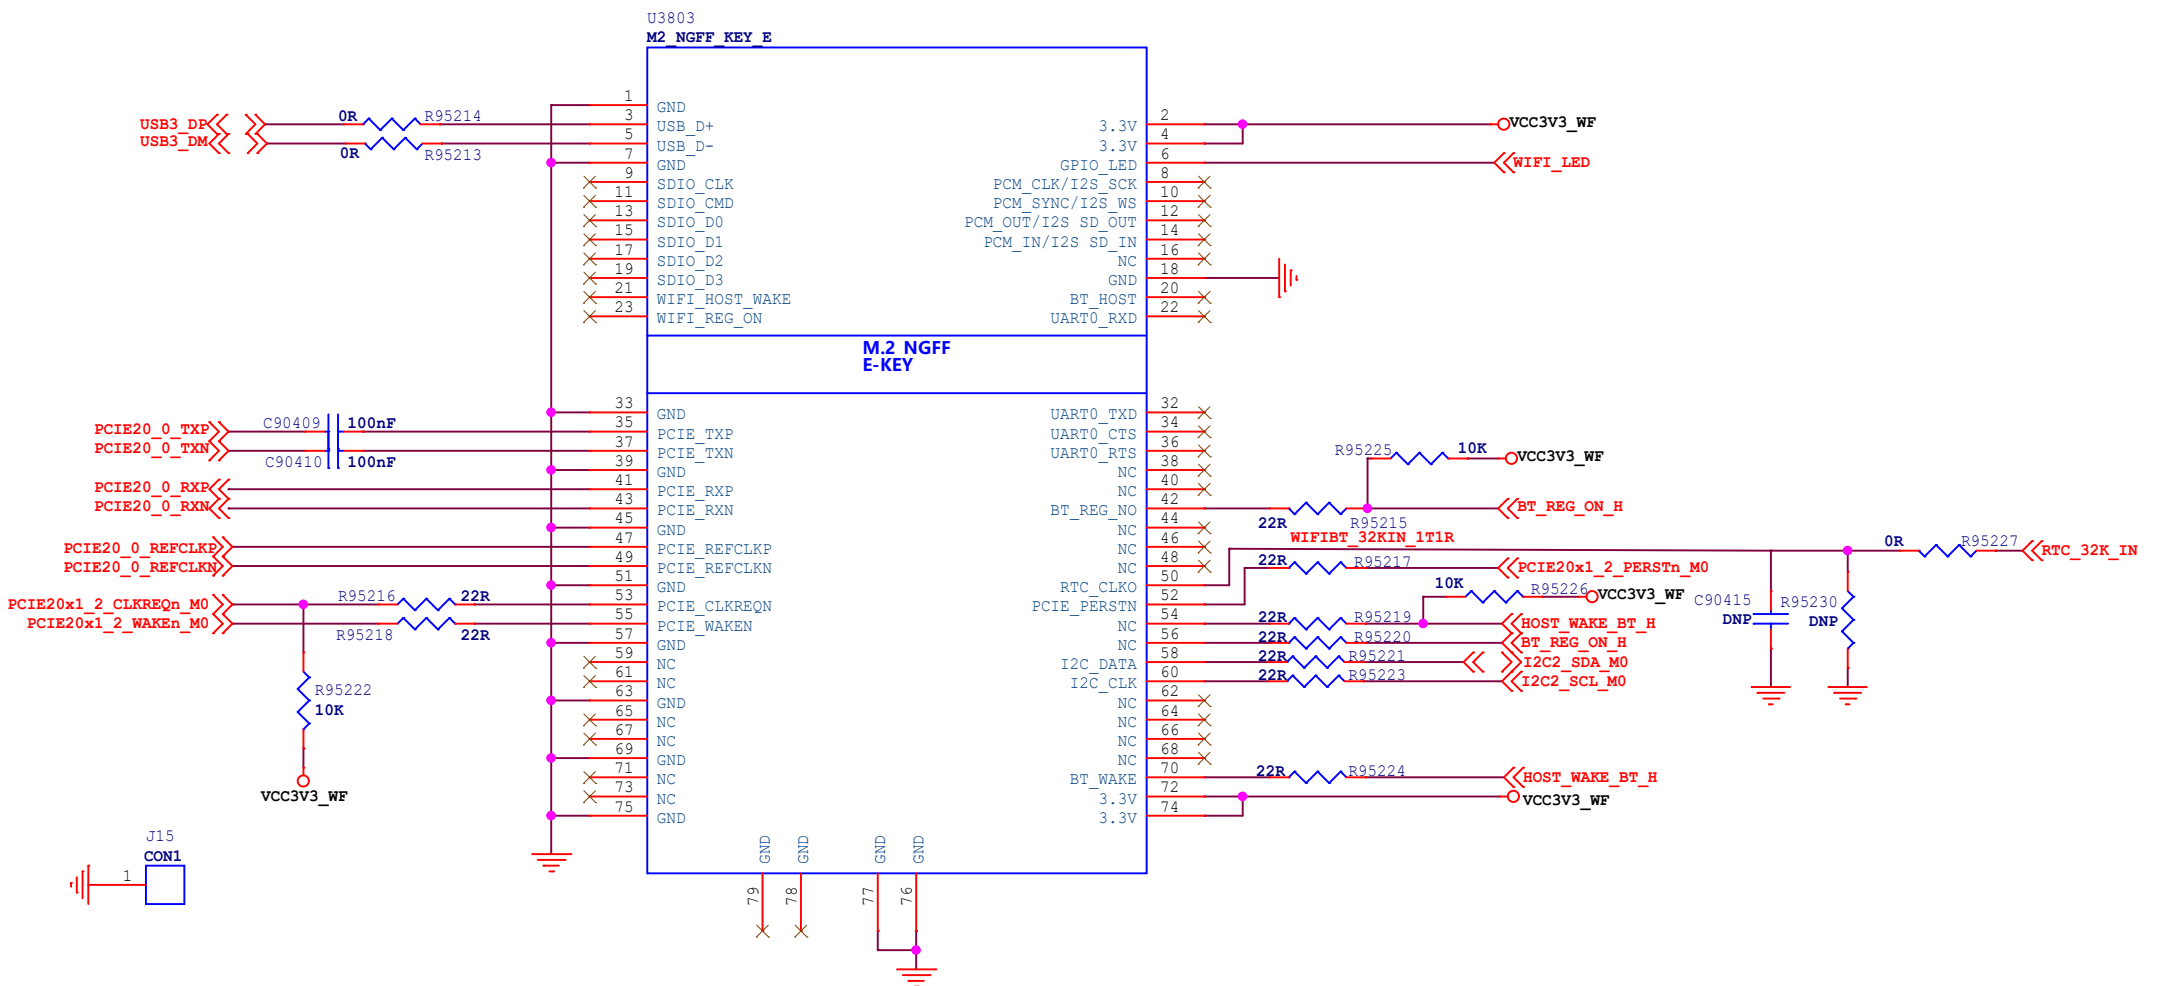 U3803
M2_NGFF_KEY_E
1 GND
3 USB_D+
5 USB_D-
7 GND
9 SDIO_CLK
11 SDIO_CMD
13 SDIO_D0
15 SDIO_D1
17 SDIO_D2
19 SDIO_D3
21 WIFI_HOST_WAKE
23 WIFI_REG_ON
USB3_DP 0R R95214
USB3_DM 0R R95213
3.3V 2 VCC3V3_WF
3.3V 4
GPIO_LED 6 WIFI_LED
PCM_CLK/I2S_SCK 8
PCM_SYNC/I2S_WS 10
PCM_OUT/I2S SD_OUT 12
PCM_IN/I2S SD_IN 14
NC 16
GND 18
BT_HOST 20
UART0_RXD 22
M.2 NGFF
E-KEY
33 GND
PCIE20_0_TXP C90409 100nF 35 PCIE_TXP
PCIE20_0_TXN C90410 100nF 37 PCIE_TXN
39 GND
PCIE20_0_RXP 41 PCIE_RXP
PCIE20_0_RXN 43 PCIE_RXN
45 GND
PCIE20_0_REFCLKP 47 PCIE_REFCLKP
PCIE20_0_REFCLKN 49 PCIE_REFCLKN
51 GND
PCIE20x1_2_CLKREQn_M0 R95216 22R 53 PCIE_CLKREQN
PCIE20x1_2_WAKEn_M0 R95218 22R 55 PCIE_WAKEN
57 GND
59 NC
61 NC
63 GND
65 NC
67 NC
69 GND
71 NC
73 NC
75 GND
R95222
10K
VCC3V3_WF
UART0_TXD 32
UART0_CTS 34
UART0_RTS 36
NC 38
NC 40
R95225 10K VCC3V3_WF
BT_REG_NO 42 22R R95215 BT_REG_ON_H
NC 44
NC 46
NC 48
WIFIBT_32KIN_1T1R
RTC_CLKO 50 0R R95227 RTC_32K_IN
PCIE_PERSTN 52 22R R95217 PCIE20x1_2_PERSTn_M0
10K R95226 VCC3V3_WF
NC 54 22R R95219 HOST_WAKE_BT_H
NC 56 22R R95220 BT_REG_ON_H
I2C_DATA 58 22R R95221 I2C2_SDA_M0
I2C_CLK 60 22R R95223 I2C2_SCL_M0
C90415
DNP
R95230
DNP
NC 62
NC 64
NC 66
NC 68
BT_WAKE 70 22R R95224 HOST_WAKE_BT_H
3.3V 72 VCC3V3_WF
3.3V 74
GND GND GND GND
79 78 77 76
J15
CON1
1